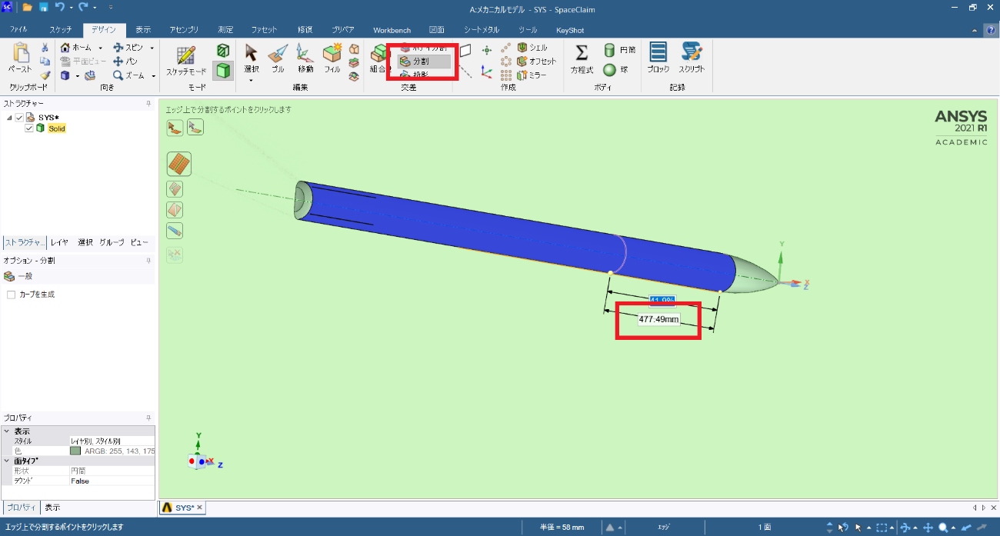 A:メカニカルモデル - SYS - SpaceClaim
ファイル スケッチ デザイン 表示 アセンブリ 測定 ファセット 修復 プリペア Workbench 図面 シートメタル ツール KeyShot
ペースト
クリップボード
ホーム スピン
平面ビュー パン
ズーム
向き
スケッチモード
モード
選択 プル 移動 フィル
編集
組合せ
ボディ分割
分割
投影
交差
シェル
オフセット
ミラー
作成
方程式
円筒
球
ボディ
ブロック スクリプト
記録
ストラクチャー
SYS*
Solid
ストラクチャ... レイヤ 選択 グループ ビュー
オプション - 分割
一般
カーブを生成
プロパティ
表示
スタイル レイヤ別, スタイル別
色 ARGB: 255, 143, 175
面タイプ
形状 円筒
ラウンド False
プロパティ 表示
エッジ上で分割するポイントをクリックします
ANSYS
2021 R1
ACADEMIC
41.9%
477.49mm
Y
X
Z
Y
X
Z
SYS*
エッジ上で分割するポイントをクリックします
半径 = 58 mm
エッジ
1 面